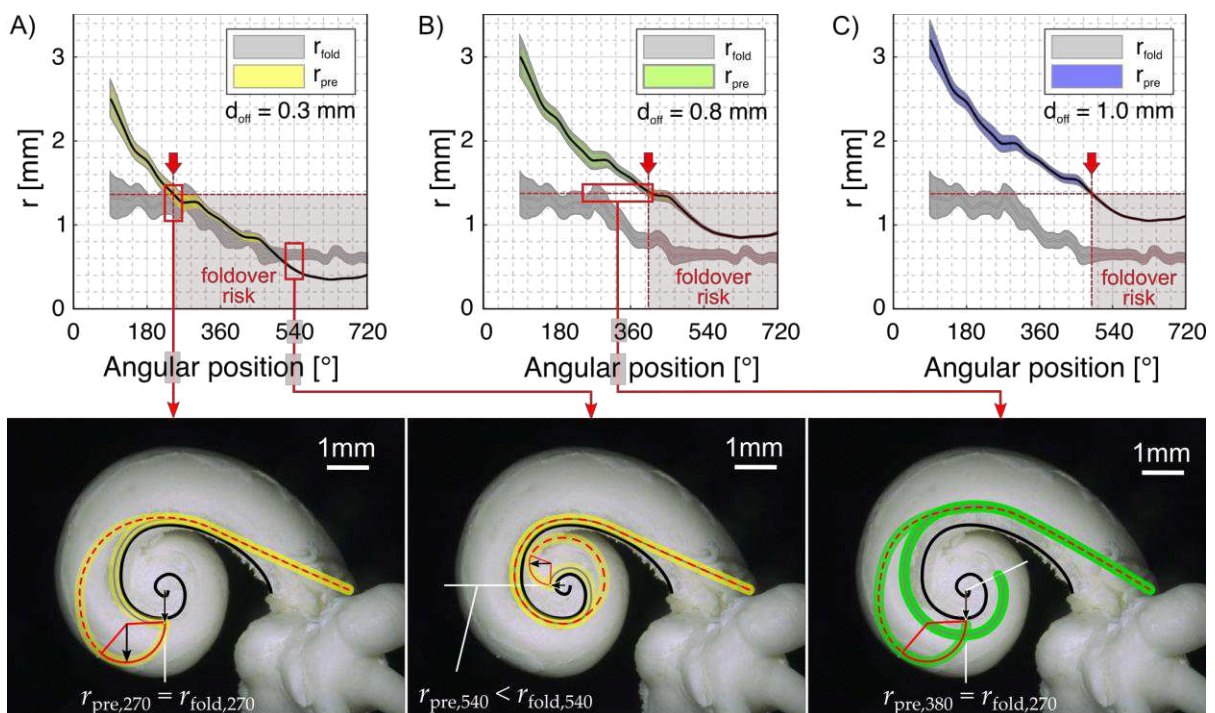 A)
3
2
1
0
r [mm]
r_fold
r_pre
d_off = 0.3 mm
foldover
risk
0 180 360 540 720
Angular position [°]
B)
3
2
1
0
r [mm]
r_fold
r_pre
d_off = 0.8 mm
foldover
risk
0 180 360 540 720
Angular position [°]
C)
3
2
1
0
r [mm]
r_fold
r_pre
d_off = 1.0 mm
foldover
risk
0 180 360 540 720
Angular position [°]
1mm
r_pre,270 = r_fold,270
1mm
r_pre,540 < r_fold,540
1mm
r_pre,380 = r_fold,270